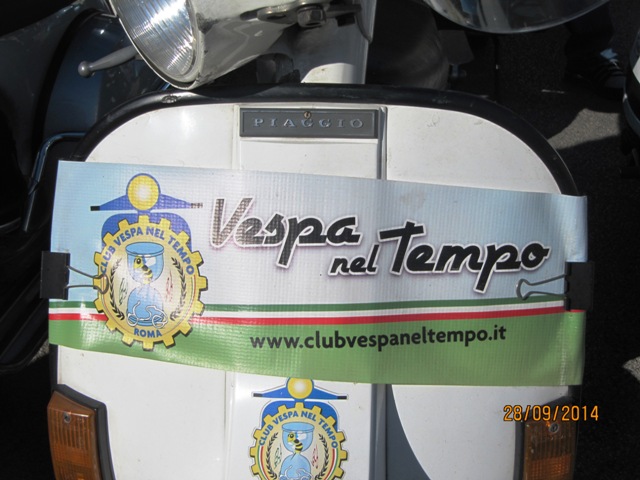 PIAGGIO
CLUB VESPA NEL TEMPO
ROMA
Vespa
nel Tempo
www.clubvespaneltempo.it
CLUB VESPA NEL TEMPO
28/09/2014